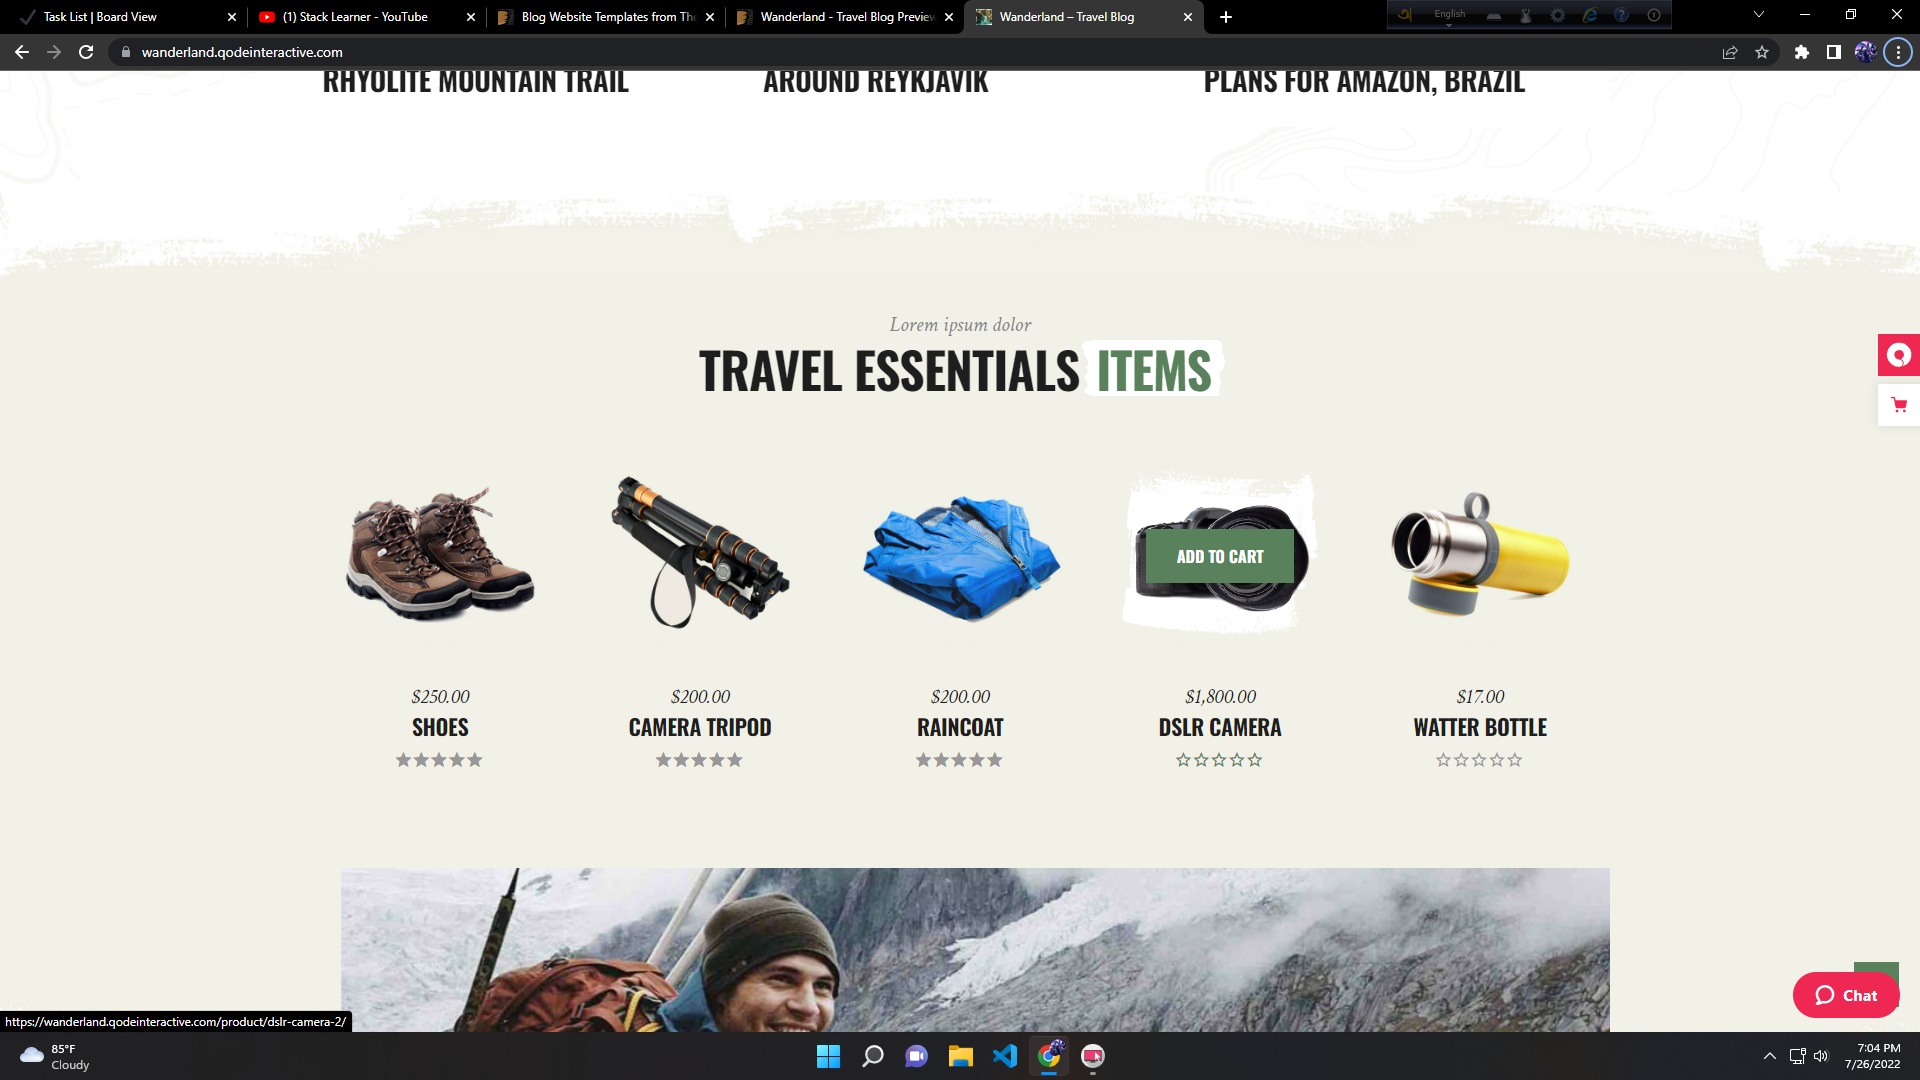 Task List | Board View
(1) Stack Learner - YouTube
Blog Website Templates from The
Wanderland - Travel Blog Preview
Wanderland – Travel Blog
English
wanderland.qodeinteractive.com
RHYOLITE MOUNTAIN TRAIL
AROUND REYKJAVIK
PLANS FOR AMAZON, BRAZIL
Lorem ipsum dolor
TRAVEL ESSENTIALS ITEMS
ADD TO CART
$250.00
SHOES
$200.00
CAMERA TRIPOD
$200.00
RAINCOAT
$1,800.00
DSLR CAMERA
$17.00
WATTER BOTTLE
Chat
https://wanderland.qodeinteractive.com/product/dslr-camera-2/
85°F
Cloudy
7:04 PM
7/26/2022